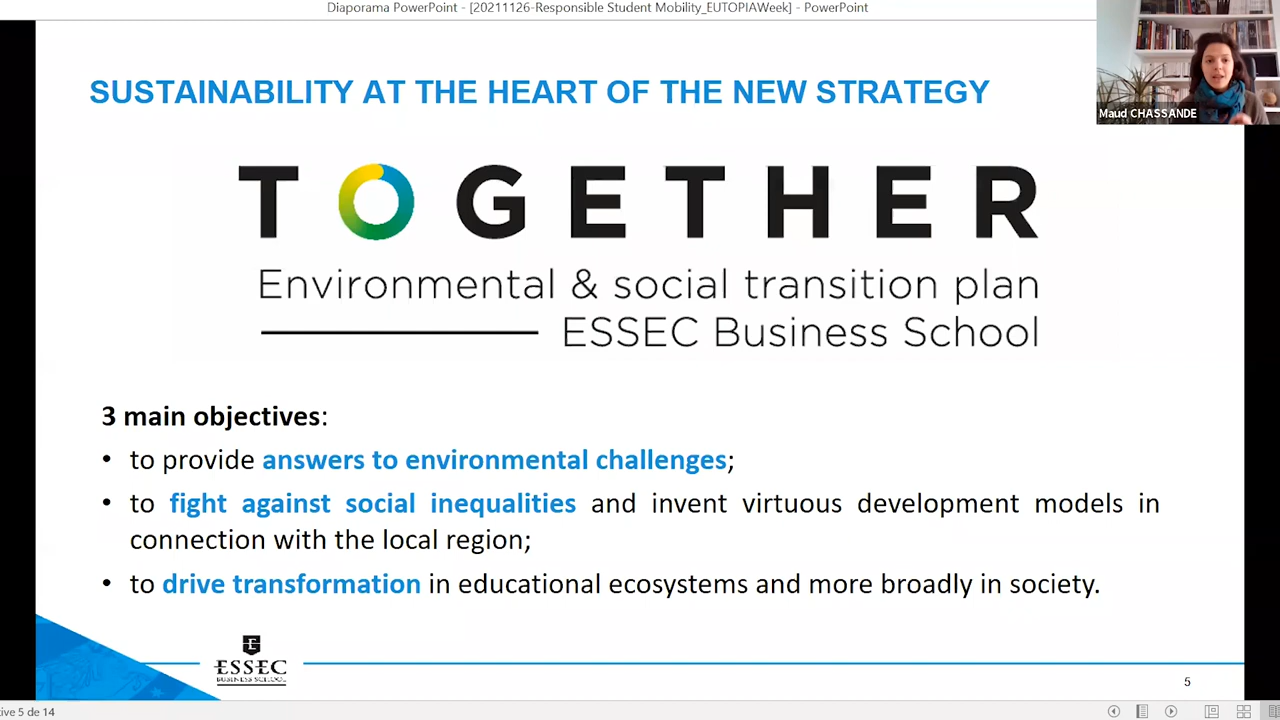 Diaporama PowerPoint - [20211126-Responsible Student Mobility_EUTOPIAWeek] - PowerPoint
Maud CHASSANDE
SUSTAINABILITY AT THE HEART OF THE NEW STRATEGY
TOGETHER
Environmental & social transition plan
ESSEC Business School
3 main objectives:
• to provide answers to environmental challenges;
• to fight against social inequalities and invent virtuous development models in
connection with the local region;
• to drive transformation in educational ecosystems and more broadly in society.
ESSEC
BUSINESS SCHOOL
5
tive 5 de 14